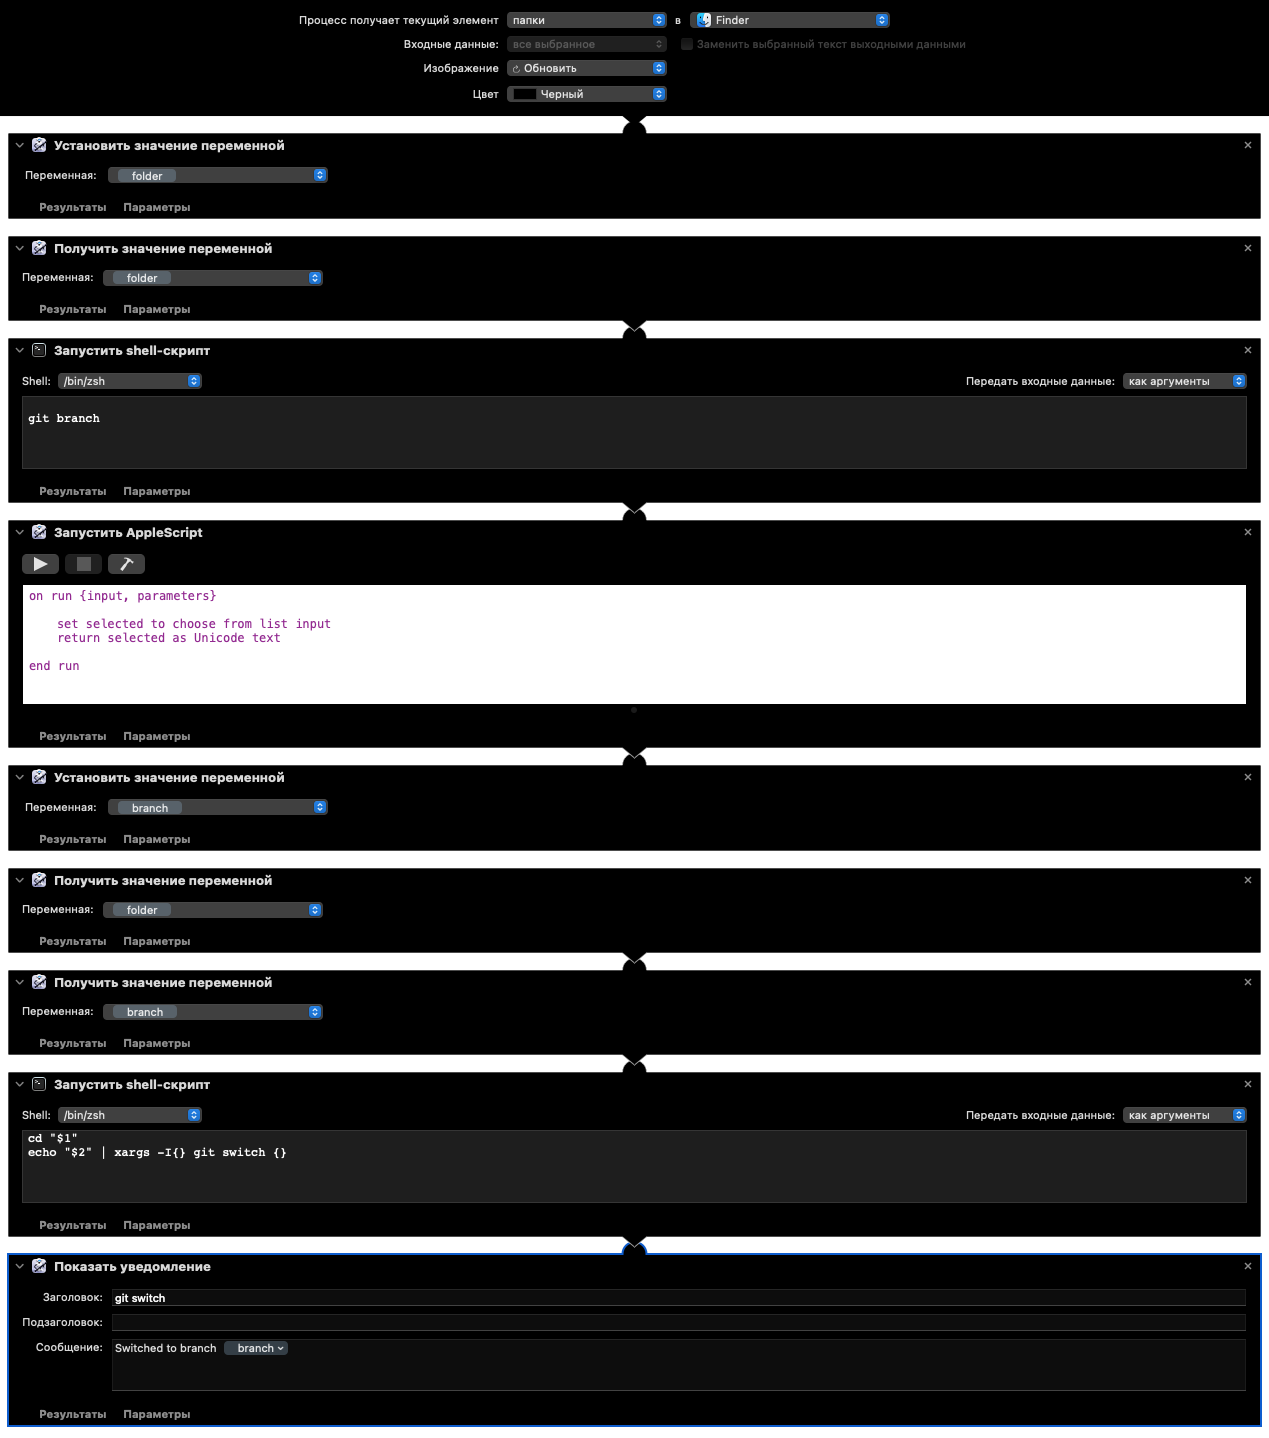 Процесс получает текущий элемент папки в Finder
Входные данные: все выбранное Заменить выбранный текст выходными данными
Изображение Обновить
Цвет Черный
Установить значение переменной
Переменная: folder
Результаты Параметры
Получить значение переменной
Переменная: folder
Результаты Параметры
Запустить shell-скрипт
Shell: /bin/zsh Передать входные данные: как аргументы
git branch
Результаты Параметры
Запустить AppleScript
on run {input, parameters}
set selected to choose from list input
return selected as Unicode text
end run
Результаты Параметры
Установить значение переменной
Переменная: branch
Результаты Параметры
Получить значение переменной
Переменная: folder
Результаты Параметры
Получить значение переменной
Переменная: branch
Результаты Параметры
Запустить shell-скрипт
Shell: /bin/zsh Передать входные данные: как аргументы
cd "$1"
echo "$2" | xargs -I{} git switch {}
Результаты Параметры
Показать уведомление
Заголовок: git switch
Подзаголовок:
Сообщение: Switched to branch branch
Результаты Параметры